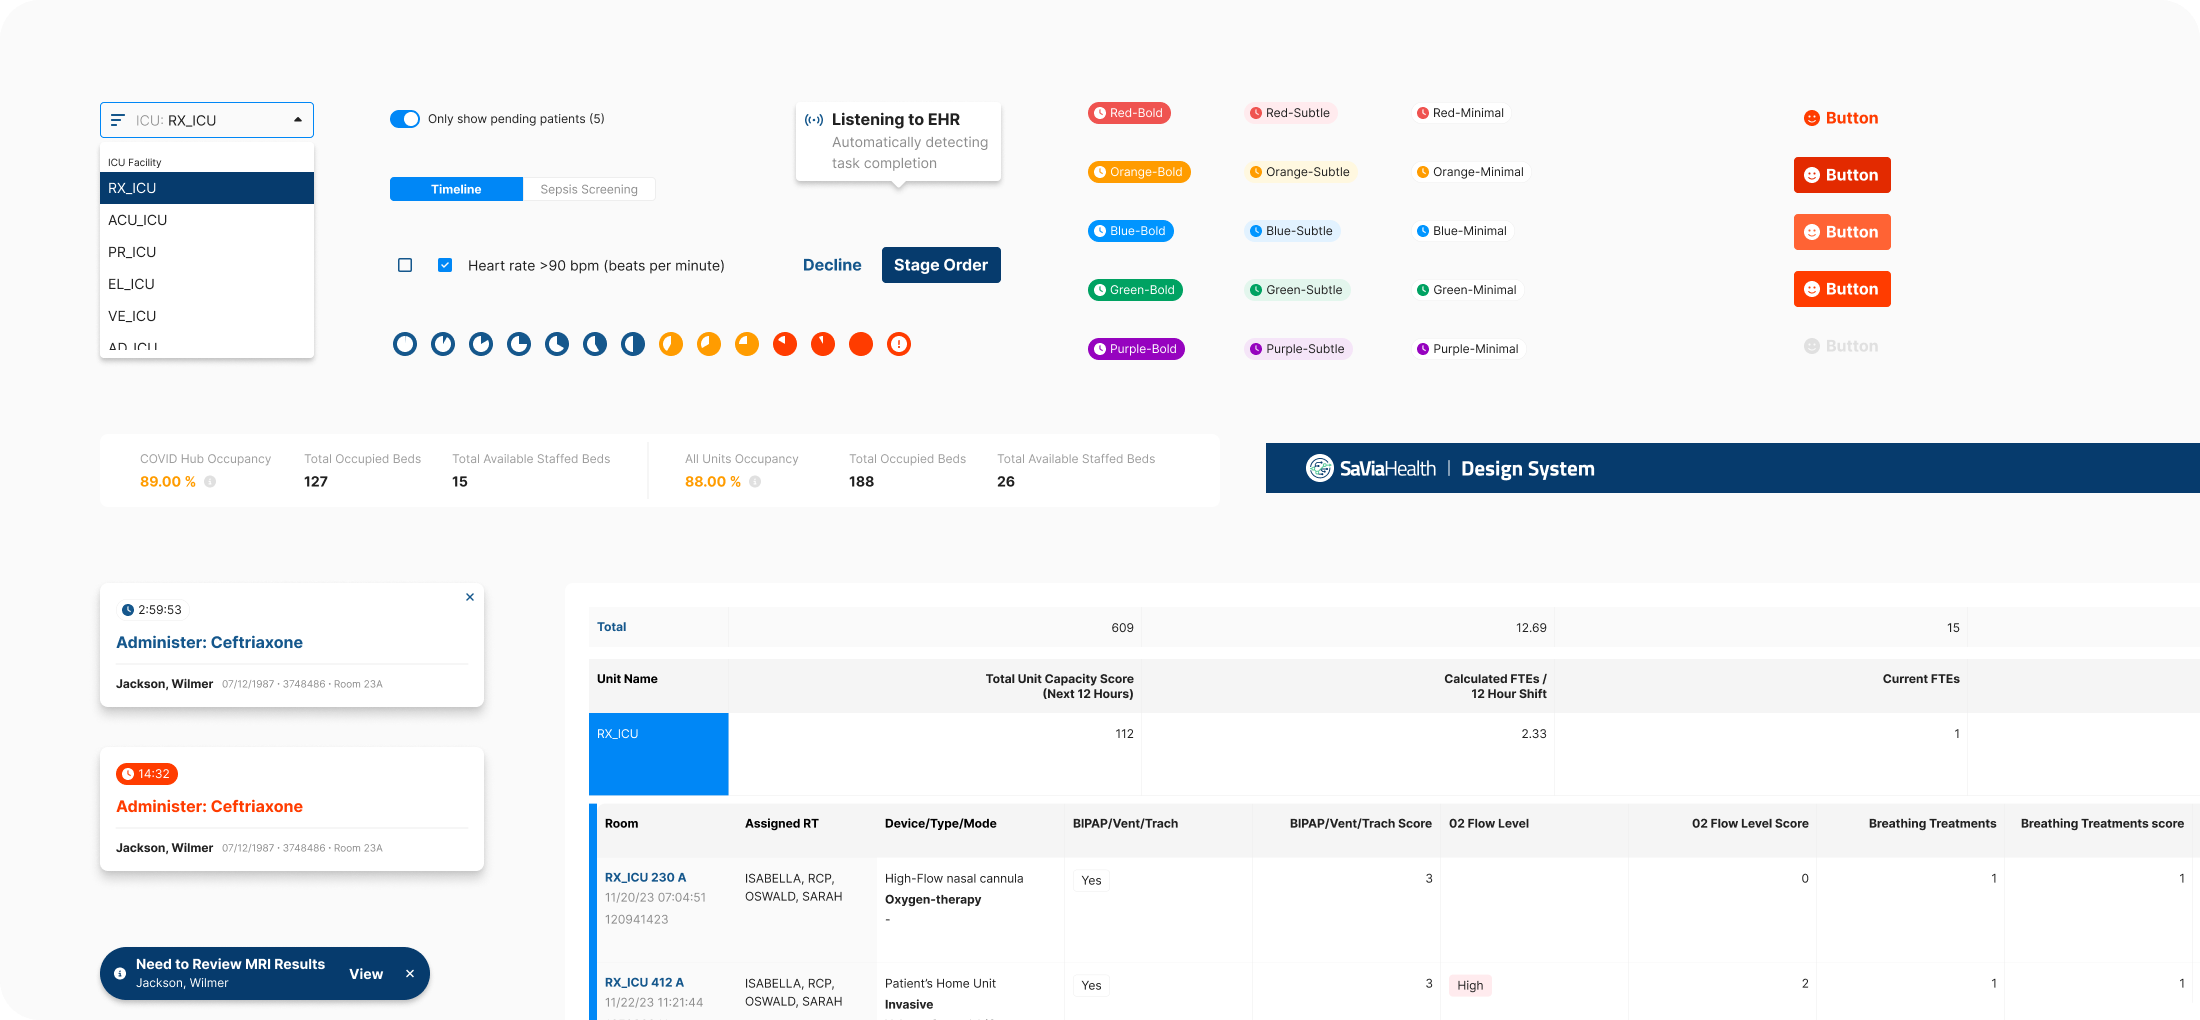 ICU: RX_ICU
ICU Facility
RX_ICU
ACU_ICU
PR_ICU
EL_ICU
VE_ICU
AD_ICU
Only show pending patients (5)
Timeline
Sepsis Screening
Heart rate >90 bpm (beats per minute)
Listening to EHR
Automatically detecting
task completion
Decline
Stage Order
Red-Bold
Red-Subtle
Red-Minimal
Orange-Bold
Orange-Subtle
Orange-Minimal
Blue-Bold
Blue-Subtle
Blue-Minimal
Green-Bold
Green-Subtle
Green-Minimal
Purple-Bold
Purple-Subtle
Purple-Minimal
Button
Button
Button
Button
Button
COVID Hub Occupancy
89.00 %
Total Occupied Beds
127
Total Available Staffed Beds
15
All Units Occupancy
88.00 %
Total Occupied Beds
188
Total Available Staffed Beds
26
SaViaHealth | Design System
2:59:53
Administer: Ceftriaxone
Jackson, Wilmer 07/12/1987 · 3748486 · Room 23A
14:32
Administer: Ceftriaxone
Jackson, Wilmer 07/12/1987 · 3748486 · Room 23A
Need to Review MRI Results
Jackson, Wilmer
View
Total 609 12.69 15
Unit Name
Total Unit Capacity Score
(Next 12 Hours)
Calculated FTEs /
12 Hour Shift
Current FTEs
RX_ICU 112 2.33 1
Room Assigned RT Device/Type/Mode BIPAP/Vent/Trach BIPAP/Vent/Trach Score 02 Flow Level 02 Flow Level Score Breathing Treatments Breathing Treatments score
RX_ICU 230 A
11/20/23 07:04:51
120941423
ISABELLA, RCP,
OSWALD, SARAH
High-Flow nasal cannula
Oxygen-therapy
-
Yes
3
0
1
1
RX_ICU 412 A
11/22/23 11:21:44
ISABELLA, RCP,
OSWALD, SARAH
Patient's Home Unit
Invasive
Yes
3
High
2
1
1